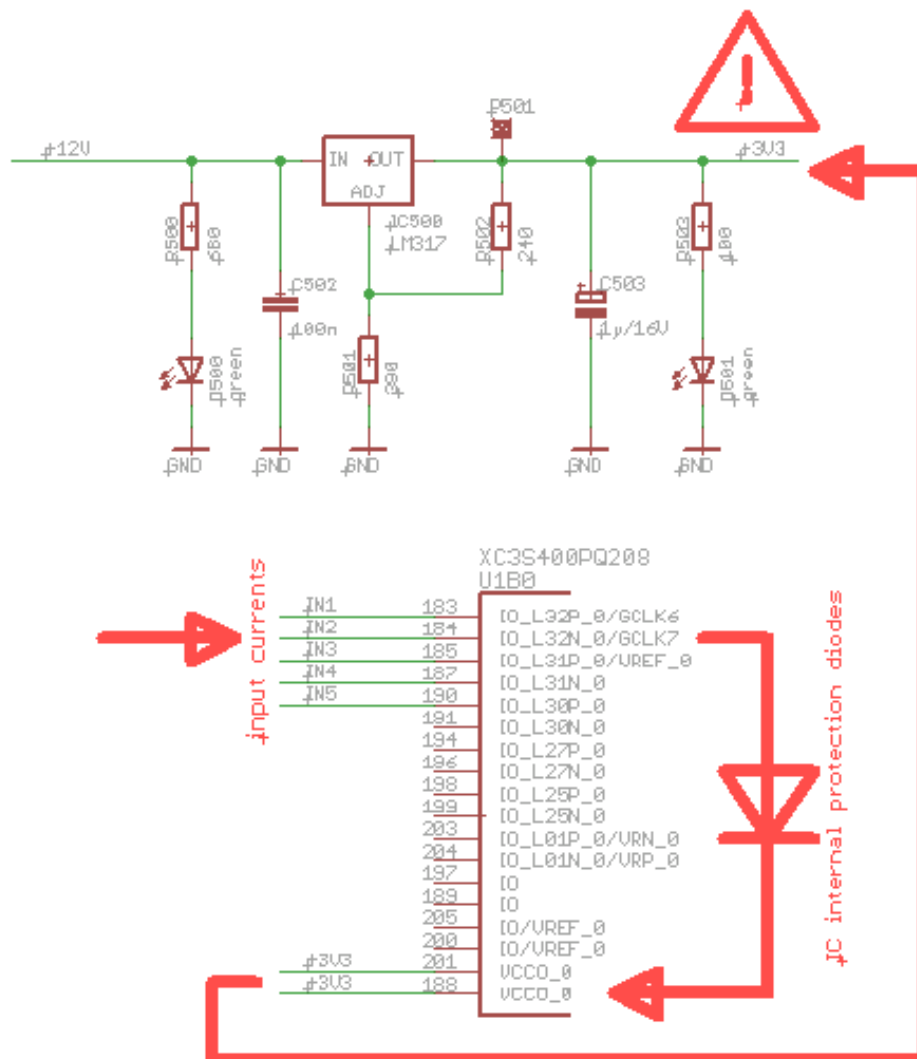 P501
+12V
IN
OUT
+3V3
ADJ
IC500
LM317
R500
680
R502
240
R503
100
C502
100n
C503
1µ/16V
R501
390
D500
green
D501
green
GND
GND
GND
GND
GND
XC3S400PQ208
U1B0
input currents
IN1 183 IO_L32P_0/GCLK6
IN2 184 IO_L32N_0/GCLK7
IN3 185 IO_L31P_0/VREF_0
IN4 187 IO_L31N_0
IN5 190 IO_L30P_0
191 IO_L30N_0
194 IO_L27P_0
196 IO_L27N_0
198 IO_L25P_0
199 IO_L25N_0
203 IO_L01P_0/VRN_0
204 IO_L01N_0/VRP_0
197 IO
189 IO
205 IO/VREF_0
200 IO/VREF_0
+3V3 201 VCCO_0
+3V3 188 VCCO_0
IC internal protection diodes
!